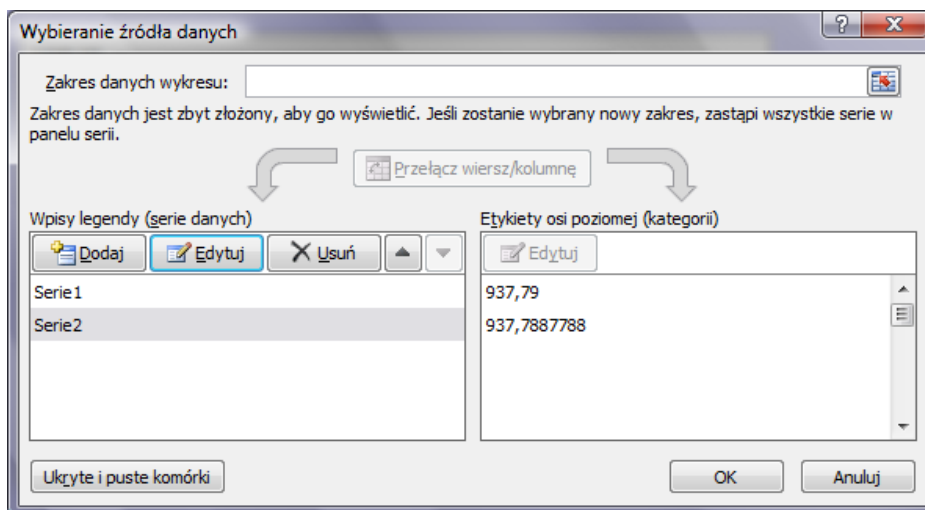 Wybieranie źródła danych
?
Zakres danych wykresu:
Zakres danych jest zbyt złożony, aby go wyświetlić. Jeśli zostanie wybrany nowy zakres, zastąpi wszystkie serie w
panelu serii.
Przełącz wiersz/kolumnę
Wpisy legendy (serie danych)
Etykiety osi poziomej (kategorii)
Dodaj Edytuj Usuń
Edytuj
Serie1
937,79
Serie2
937,7887788
Ukryte i puste komórki
OK Anuluj